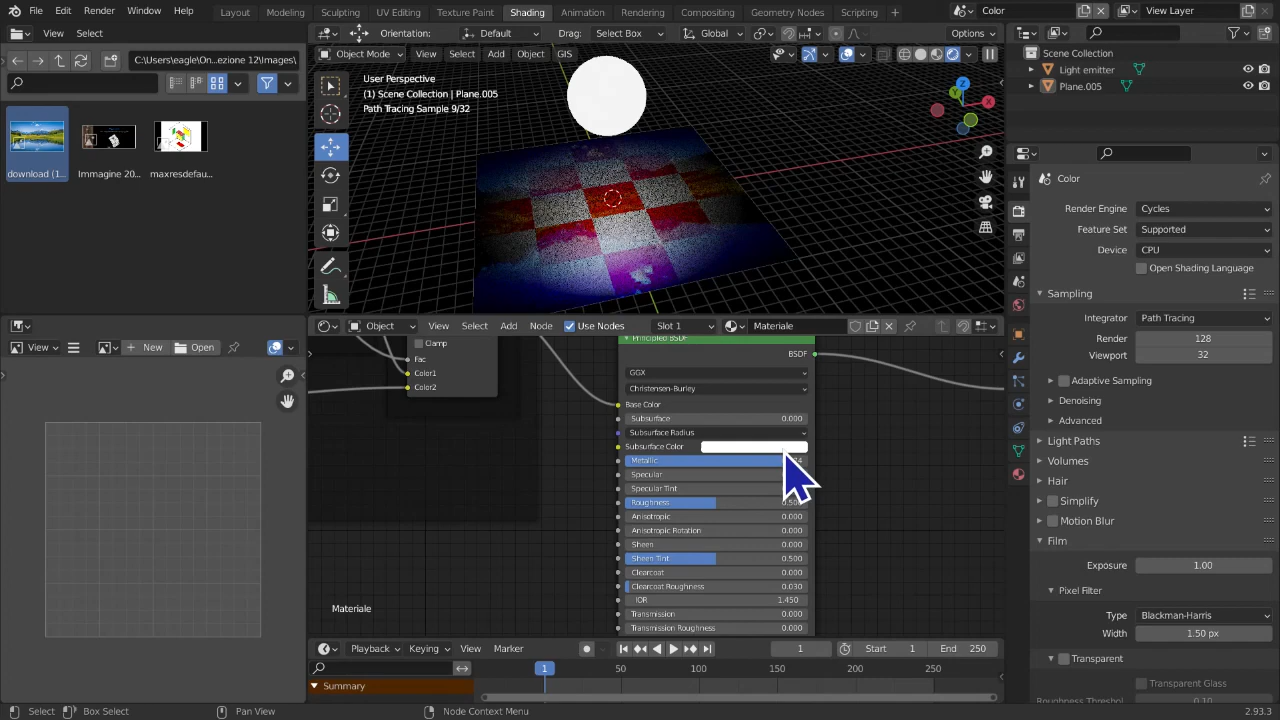 File Edit Render Window Help Layout Modeling Sculpting UV Editing Texture Paint Shading Animation Rendering Compositing Geometry Nodes Scripting + Color View Layer
View Select
C:\Users\eagle\On...ezione 12\Images\
download (1...
Immagine 20...
maxresdefau...
Orientation: Default Drag: Select Box Global Options
Object Mode View Select Add Object GIS
User Perspective
(1) Scene Collection | Plane.005
Path Tracing Sample 9/32
Z
Y
X
Scene Collection
Light emitter
Plane.005
Color
Render Engine Cycles
Feature Set Supported
Device CPU
Open Shading Language
Sampling
Integrator Path Tracing
Render 128
Viewport 32
Adaptive Sampling
Denoising
Advanced
Light Paths
Volumes
Hair
Simplify
Motion Blur
Film
Exposure 1.00
Pixel Filter
Type Blackman-Harris
Width 1.50 px
Transparent
Transparent Glass
Roughness Threshol 0.10
View New Open
Object View Select Add Node Use Nodes Slot 1 Materiale
Clamp
Fac
Color1
Color2
Principled BSDF
BSDF
GGX
Christensen-Burley
Base Color
Subsurface 0.000
Subsurface Radius
Subsurface Color
Metallic
Specular
Specular Tint
Roughness 0.500
Anisotropic 0.000
Anisotropic Rotation 0.000
Sheen 0.000
Sheen Tint 0.500
Clearcoat 0.000
Clearcoat Roughness 0.030
IOR 1.450
Transmission 0.000
Transmission Roughness 0.000
Materiale
Playback Keying View Marker 1 Start 1 End 250
1 50 100 150 200 250
Summary
Select Box Select Pan View Node Context Menu 2.93.3